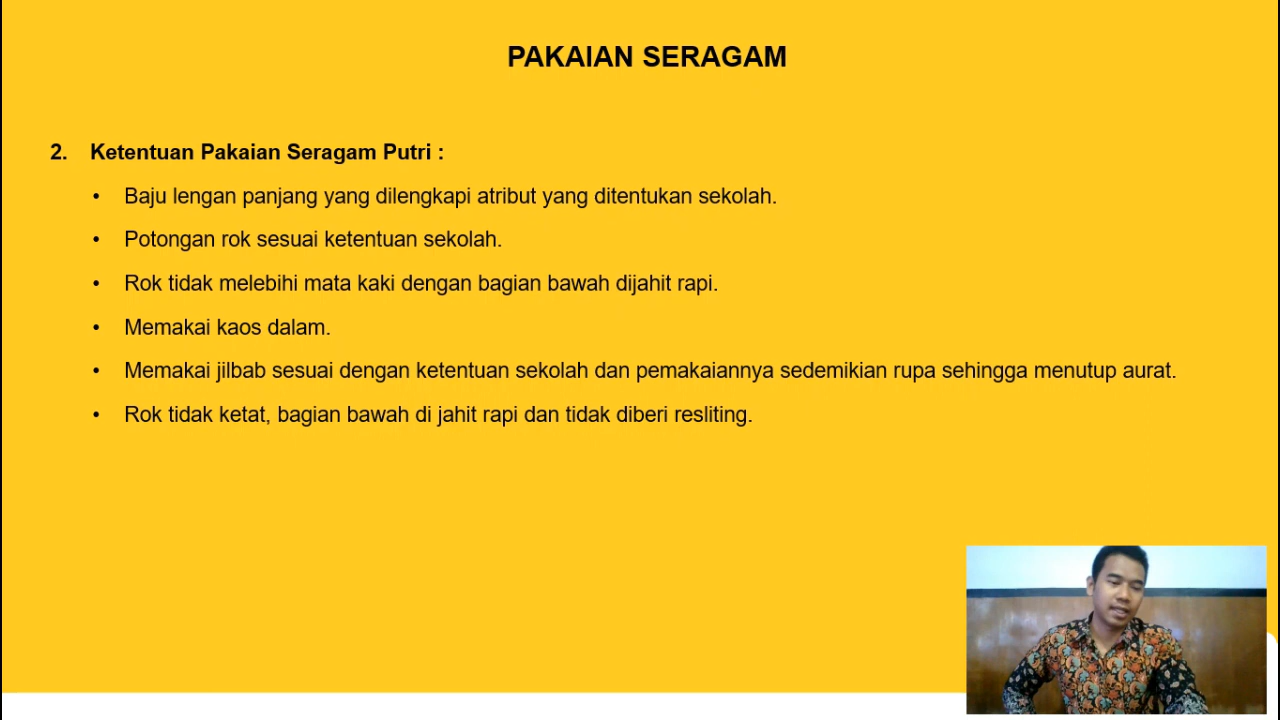 PAKAIAN SERAGAM
2. Ketentuan Pakaian Seragam Putri :
• Baju lengan panjang yang dilengkapi atribut yang ditentukan sekolah.
• Potongan rok sesuai ketentuan sekolah.
• Rok tidak melebihi mata kaki dengan bagian bawah dijahit rapi.
• Memakai kaos dalam.
• Memakai jilbab sesuai dengan ketentuan sekolah dan pemakaiannya sedemikian rupa sehingga menutup aurat.
• Rok tidak ketat, bagian bawah di jahit rapi dan tidak diberi resliting.